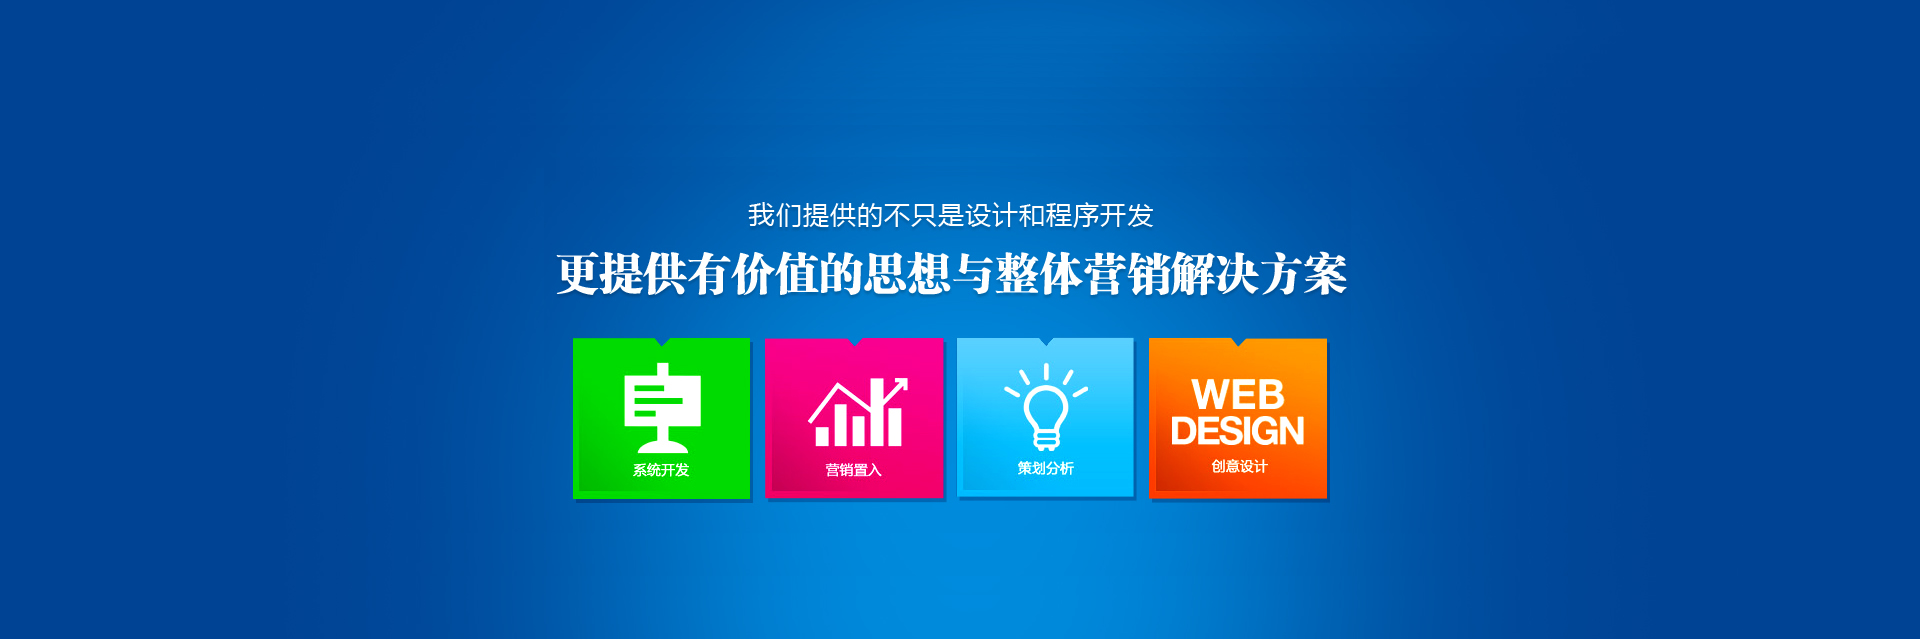 我们提供的不只是设计和程序开发
更提供有价值的思想与整体营销解决方案
系统开发
营销置入
策划分析
WEB
DESIGN
创意设计